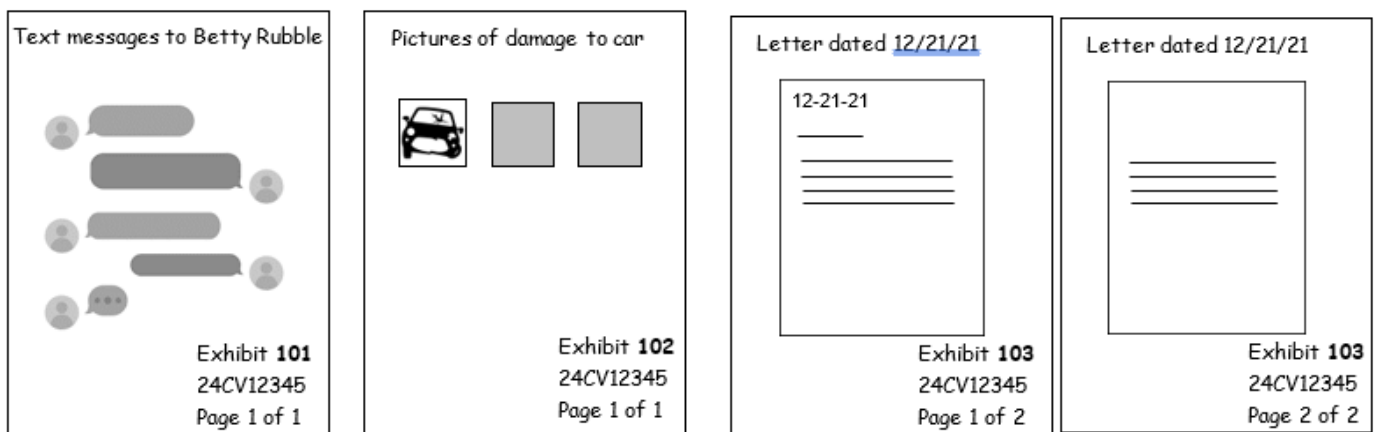 Text messages to Betty Rubble
Exhibit 101
24CV12345
Page 1 of 1
Pictures of damage to car
Exhibit 102
24CV12345
Page 1 of 1
Letter dated 12/21/21
12-21-21
Exhibit 103
24CV12345
Page 1 of 2
Letter dated 12/21/21
Exhibit 103
24CV12345
Page 2 of 2